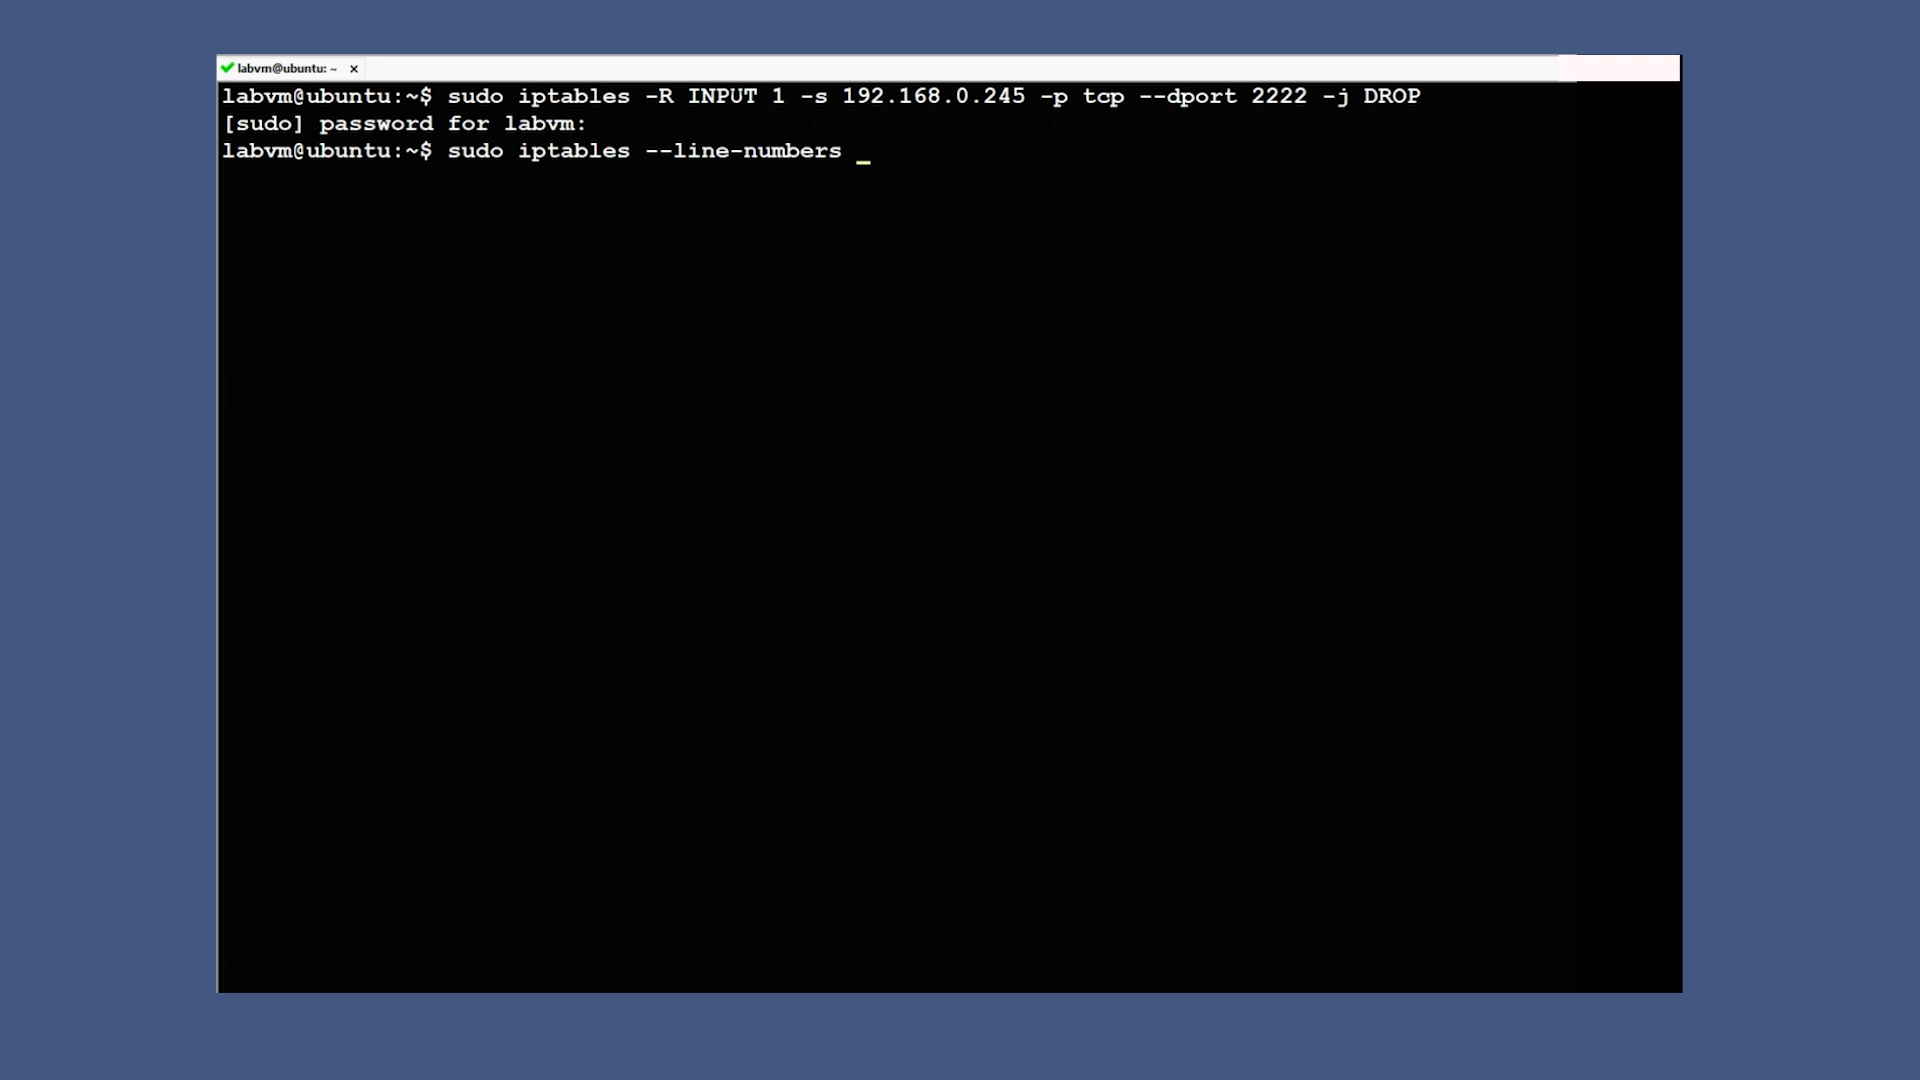 labvm@ubuntu: ~
labvm@ubuntu:~$ sudo iptables -R INPUT 1 -s 192.168.0.245 -p tcp --dport 2222 -j DROP
[sudo] password for labvm:
labvm@ubuntu:~$ sudo iptables --line-numbers _